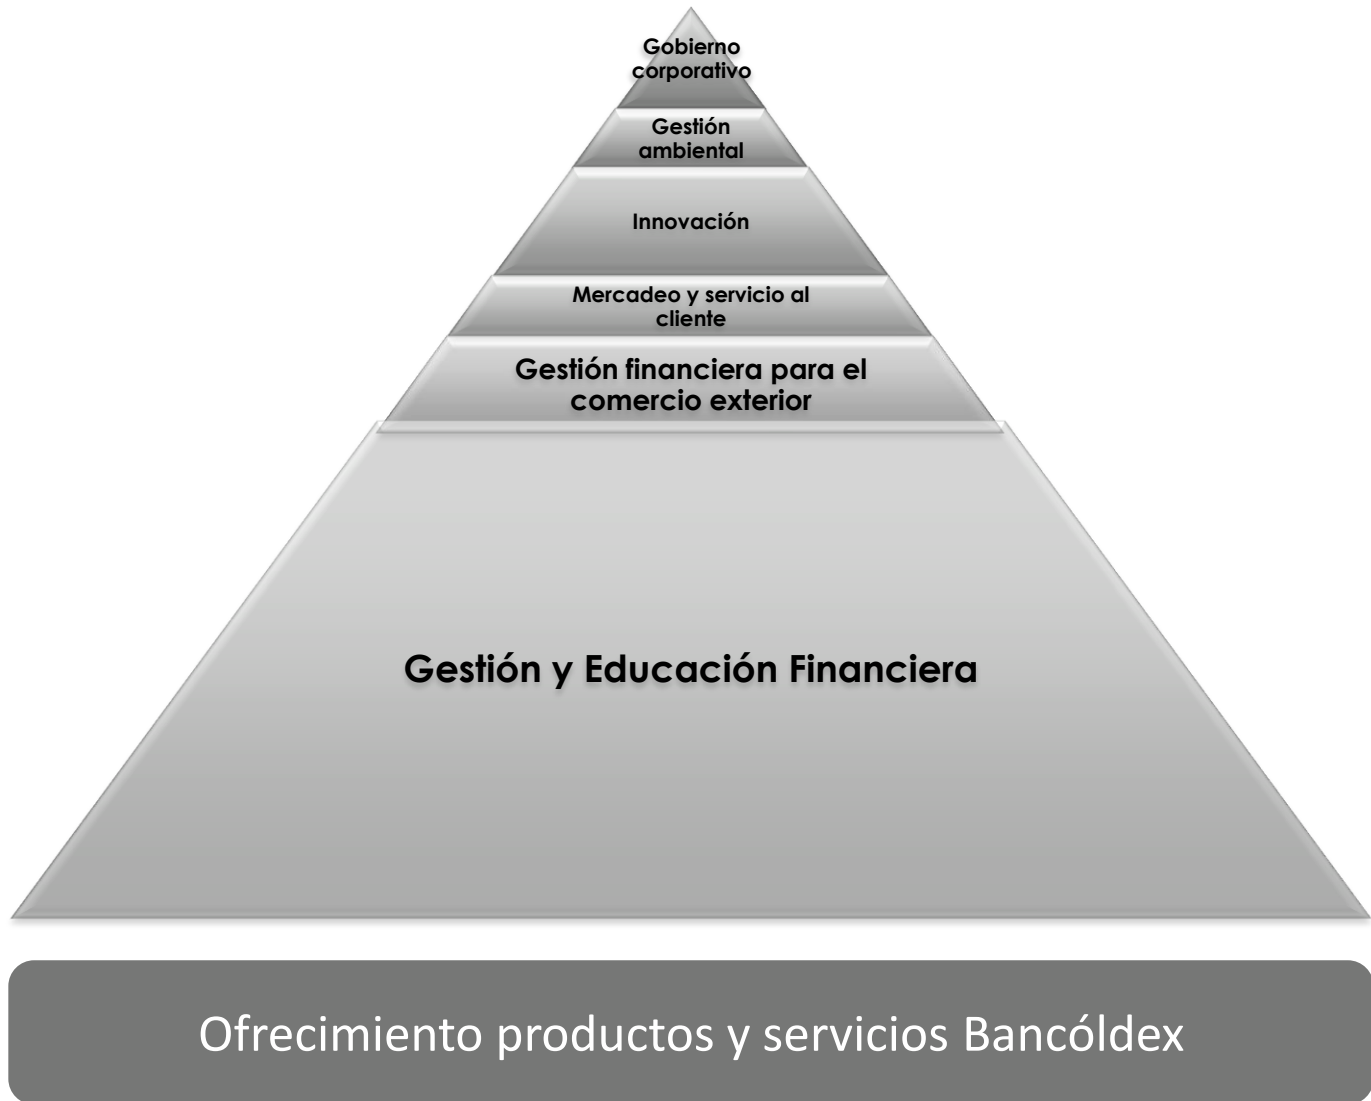 Gobierno
corporativo
Gestión
ambiental
Innovación
Mercadeo y servicio al
cliente
Gestión financiera para el
comercio exterior
Gestión y Educación Financiera
Ofrecimiento productos y servicios Bancóldex